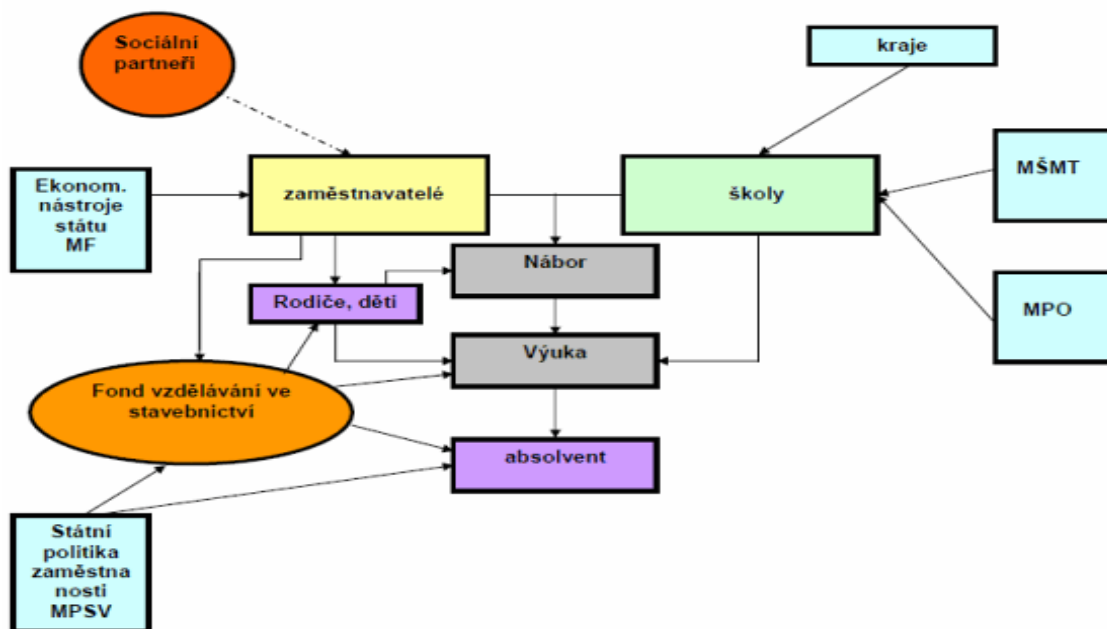 Sociální
partneři
kraje
Ekonom.
nástroje
státu
MF
zaměstnavatelé
školy
MŠMT
Nábor
Rodiče, děti
MPO
Výuka
Fond vzdělávání ve
stavebnictví
absolvent
Státní
politika
zaměstna
nosti
MPSV